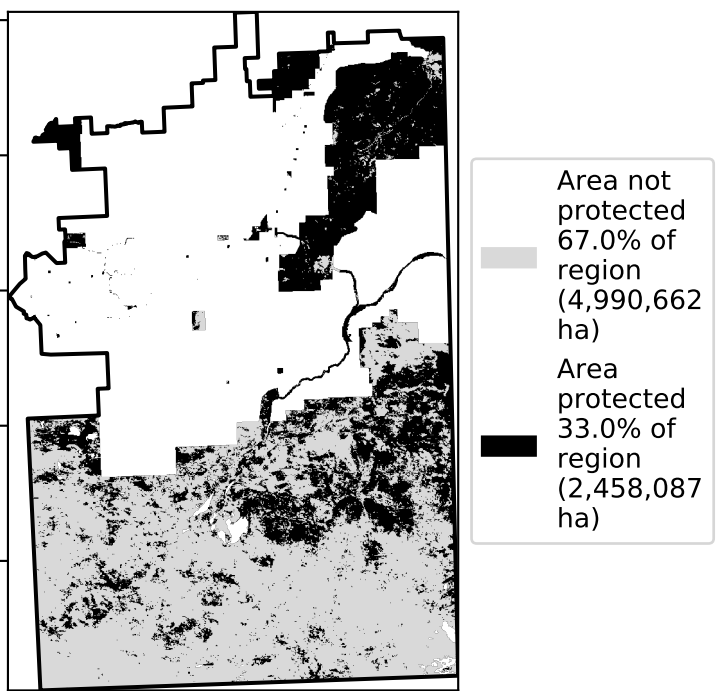 Area not
protected
67.0% of
region
(4,990,662
ha)
Area
protected
33.0% of
region
(2,458,087
ha)